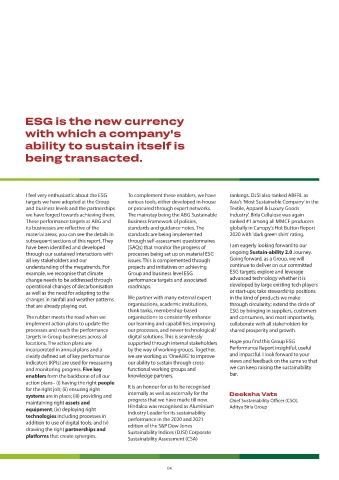 ESG is the new currency
with which a company's
ability to sustain itself is
being transacted.
I feel very enthusiastic about the ESG
targets we have adopted at the Group
and business levels and the partnerships
we have forged towards achieving them.
These performance targets at ABG and
its businesses are reflective of the
material areas; you can see the details in
subsequent sections of this report. They
have been identified and developed
through our sustained interactions with
all key stakeholders and our
understanding of the megatrends. For
example, we recognise that climate
change needs to be addressed through
operational changes of decarbonisation
as well as the need for adapting to the
changes in rainfall and weather patterns
that are already playing out.
The rubber meets the road when we
implement action plans to update the
processes and reach the performance
targets in Group businesses across all
locations. The action plans are
incorporated in annual plans and a
clearly defined set of key performance
indicators (KPIs) are used for measuring
and monitoring progress. Five key
enablers form the backbone of all our
action plans– (i) having the right people
for the right job; (ii) ensuring right
systems are in place; (iii) providing and
maintaining right assets and
equipment; (iv) deploying right
technologies including processes in
addition to use of digital tools; and (v)
drawing the right partnerships and
platforms that create synergies.
To complement these enablers, we have
various tools, either developed in-house
or procured through expert networks.
The mainstay being the ABG Sustainable
Business Framework of policies,
standards and guidance notes. The
standards are being implemented
through self-assessment questionnaires
(SAQs) that monitor the progress of
processes being set up on material ESG
issues. This is complemented through
projects and initiatives on achieving
Group and business level ESG
performance targets and associated
roadmaps.
We partner with many external expert
organisations, academic institutions,
think tanks, membership-based
organisations to consistently enhance
our learning and capabilities, improving
our processes, and newer technological/
digital solutions. This is seamlessly
supported through internal stakeholders
by the way of working-groups. Together,
we are working as 'OneABG' to improve
our ability to sustain through cross-
functional working groups and
knowledge partners.
It is an honour for us to be recognised
internally as well as externally for the
progress that we have made till now.
Hindalco was recognised as Aluminium
Industry Leader for its sustainability
performance in the 2020 and 2021
edition of the S&P Dow Jones
Sustainability Indices (DJSI) Corporate
Sustainability Assessment (CSA)
rankings. DJSI also ranked ABFRL as
Asia's 'Most Sustainable Company' in the
Textile, Apparel & Luxury Goods
Industry'. Birla Cellulose was again
ranked #1 among all MMCF producers
globally in Canopy's Hot Button Report
2020 with 'dark green shirt' rating.
I am eagerly looking forward to our
ongoing Sustain-ability 2.0 journey.
Going forward, as a Group, we will
continue to deliver on our committed
ESG targets; explore and leverage
advanced technology whether it is
developed by large existing tech players
or start-ups; take stewardship positions
in the kind of products we make
through circularity; extend the circle of
ESG by bringing in suppliers, customers
and consumers, and most importantly,
collaborate with all stakeholders for
shared prosperity and growth.
Hope you find this Group ESG
Performance Report insightful, useful
and impactful. I look forward to your
views and feedback on the same so that
we can keep raising the sustainability
bar.
Deeksha Vats
Chief Sustainability Officer (CSO),
Aditya Birla Group